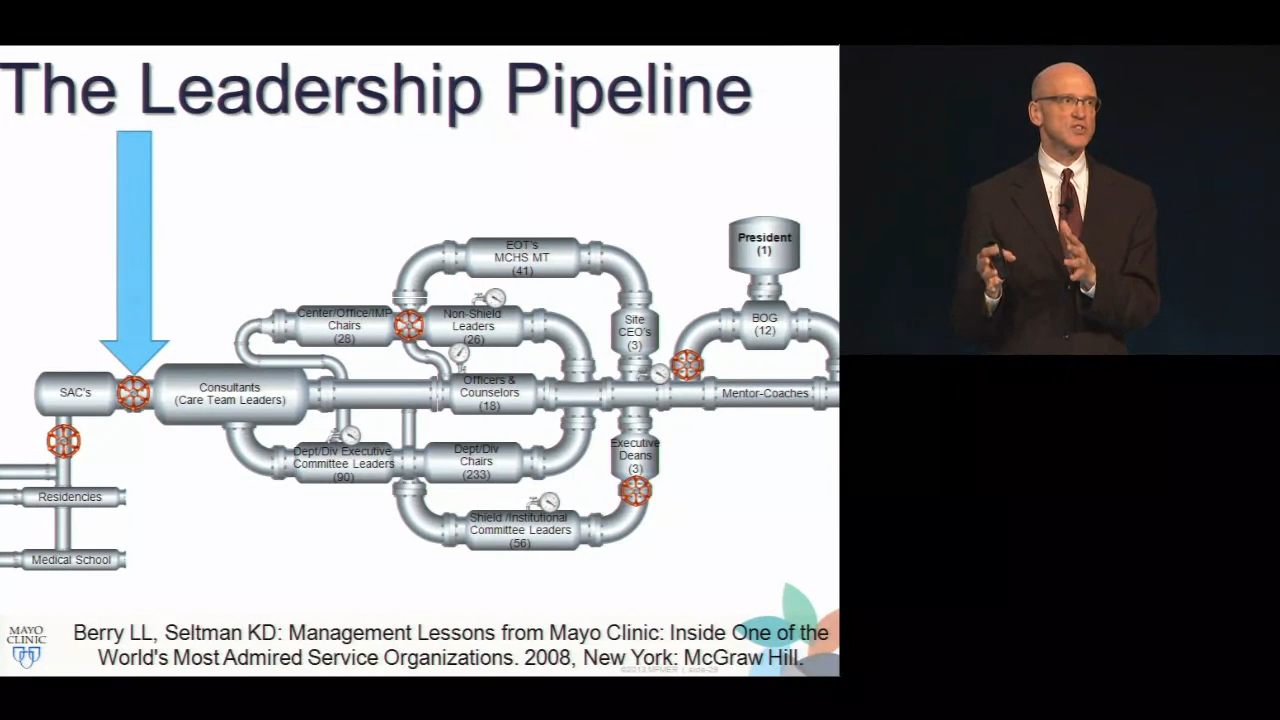 The Leadership Pipeline
President
(1)
EOT's
MCHS MT
(41)
Center/Office/IMP
Chairs
(28)
Non-Shield
Leaders
(26)
Site
CEO's
(3)
BOG
(12)
SAC's
Consultants
(Care Team Leaders)
Officers &
Counselors
(18)
Mentor-Coaches
Dept/Div Executive
Committee Leaders
(90)
Dept/Div
Chairs
(233)
Executive
Deans
(3)
Residencies
Shield /Institutional
Committee Leaders
(56)
Medical School
MAYO
CLINIC
Berry LL, Seltman KD: Management Lessons from Mayo Clinic: Inside One of the
World's Most Admired Service Organizations. 2008, New York: McGraw Hill.